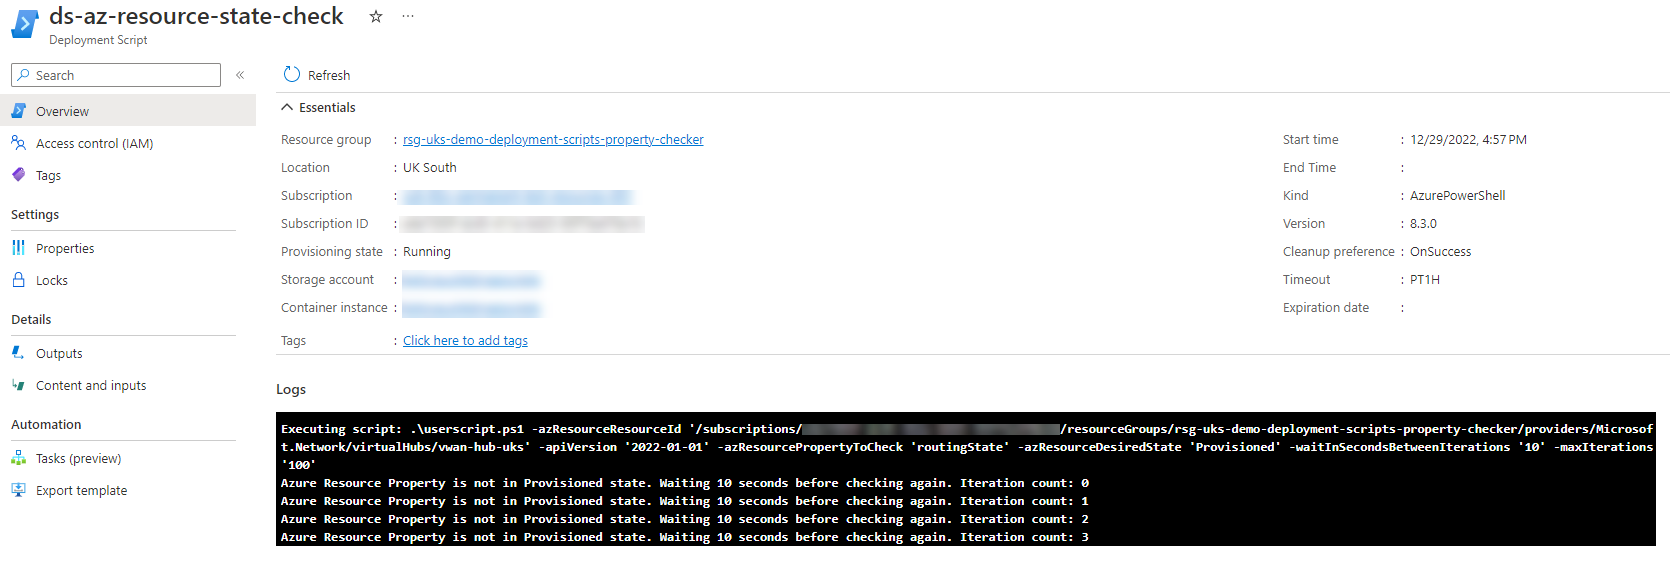 ds-az-resource-state-check
Deployment Script
Search
Overview
Access control (IAM)
Tags
Settings
Properties
Locks
Details
Outputs
Content and inputs
Automation
Tasks (preview)
Export template
Refresh
Essentials
Resource group : rsg-uks-demo-deployment-scripts-property-checker
Location : UK South
Subscription :
Subscription ID :
Provisioning state : Running
Storage account :
Container instance :
Tags : Click here to add tags
Start time : 12/29/2022, 4:57 PM
End Time :
Kind : AzurePowerShell
Version : 8.3.0
Cleanup preference : OnSuccess
Timeout : PT1H
Expiration date :
Logs
Executing script: .\userscript.ps1 -azResourceResourceId '/subscriptions/ /resourceGroups/rsg-uks-demo-deployment-scripts-property-checker/providers/Microsof
t.Network/virtualHubs/vwan-hub-uks' -apiVersion '2022-01-01' -azResourcePropertyToCheck 'routingState' -azResourceDesiredState 'Provisioned' -waitInSecondsBetweenIterations '10' -maxIterations
'100'
Azure Resource Property is not in Provisioned state. Waiting 10 seconds before checking again. Iteration count: 0
Azure Resource Property is not in Provisioned state. Waiting 10 seconds before checking again. Iteration count: 1
Azure Resource Property is not in Provisioned state. Waiting 10 seconds before checking again. Iteration count: 2
Azure Resource Property is not in Provisioned state. Waiting 10 seconds before checking again. Iteration count: 3